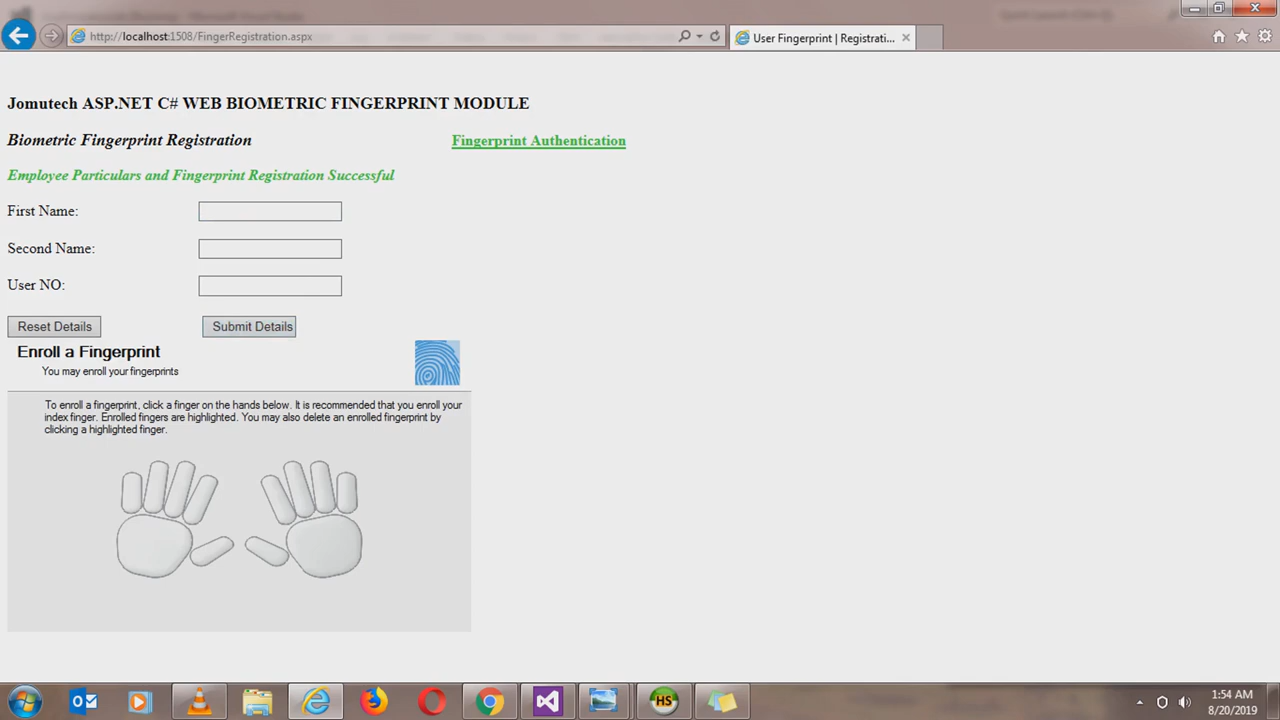 http://localhost:1508/FingerRegistration.aspx
User Fingerprint | Registrati...
Jomutech ASP.NET C# WEB BIOMETRIC FINGERPRINT MODULE
Biometric Fingerprint Registration
Fingerprint Authentication
Employee Particulars and Fingerprint Registration Successful
First Name:
Second Name:
User NO:
Reset Details
Submit Details
Enroll a Fingerprint
You may enroll your fingerprints
To enroll a fingerprint, click a finger on the hands below. It is recommended that you enroll your
index finger. Enrolled fingers are highlighted. You may also delete an enrolled fingerprint by
clicking a highlighted finger.
HS
1:54 AM
8/20/2019